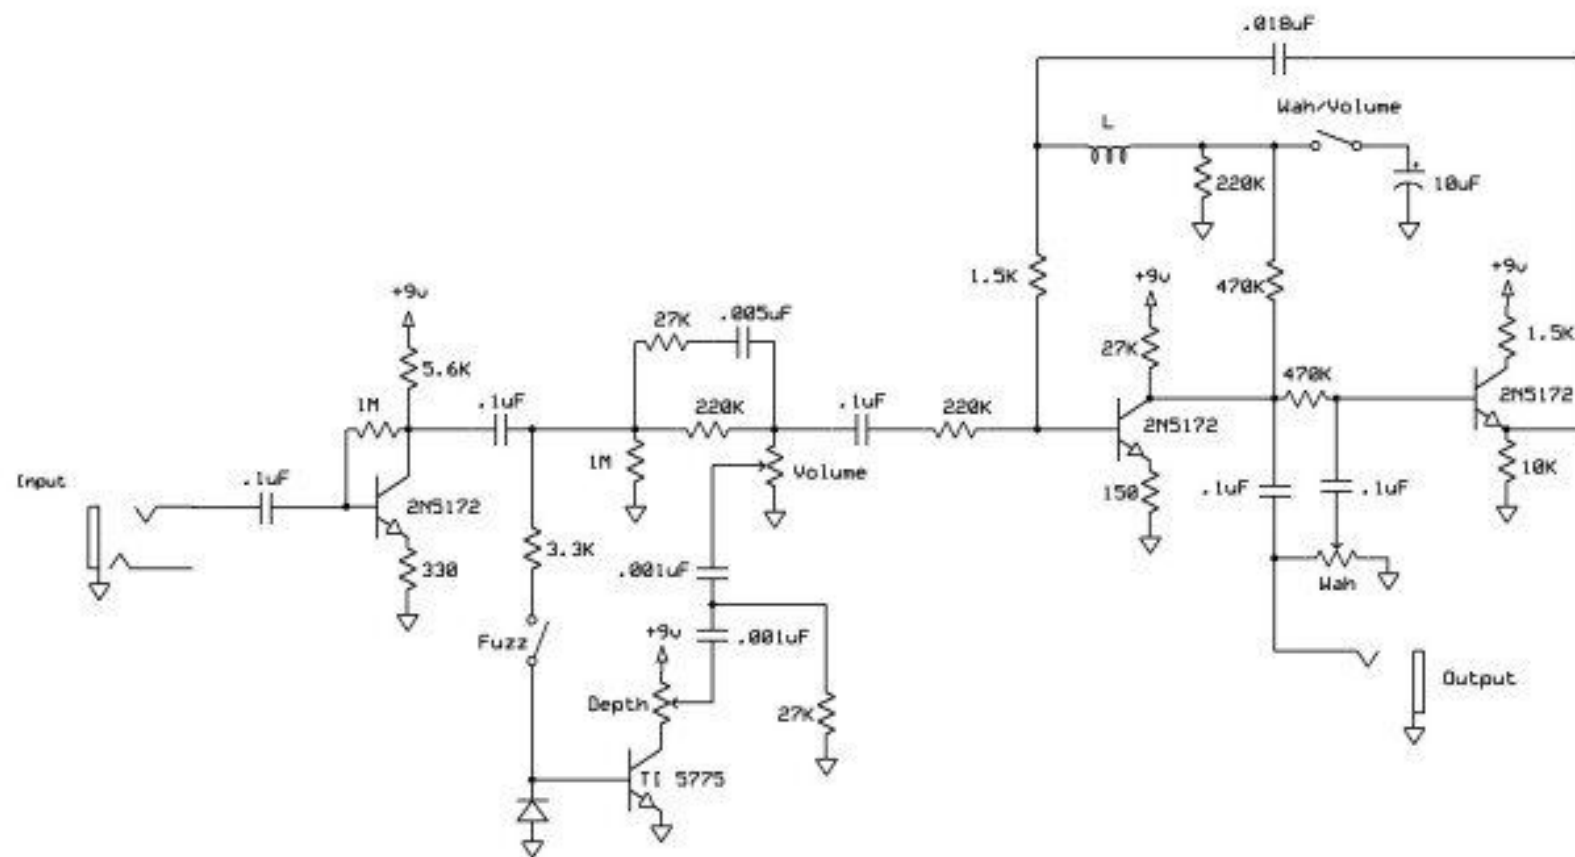 .018uF
Wah/Volume
L
220K
10uF
1.5K
+9v
470K
+9v
1.5K
+9v
27K
.005uF
27K
5.6K
470K
1M
.1uF
220K
.1uF
220K
2N5172
2N5172
1M
Volume
10K
Input
.1uF
2N5172
150
.1uF
.1uF
3.3K
330
.001uF
Wah
Fuzz
+9v
.001uF
Output
Depth
27K
TI 5775